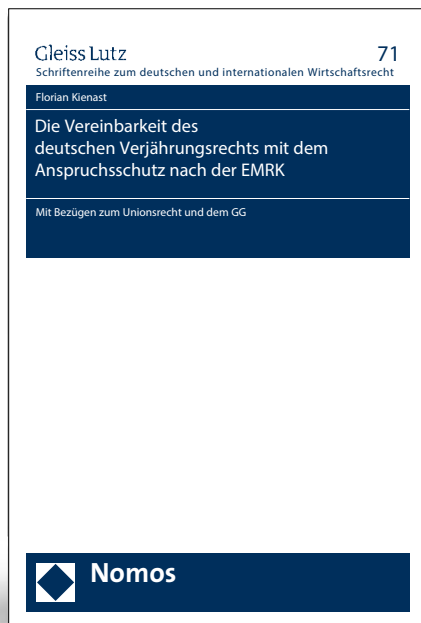 Gleiss Lutz 71
Schriftenreihe zum deutschen und internationalen Wirtschaftsrecht
Florian Kienast
Die Vereinbarkeit des
deutschen Verjährungsrechts mit dem
Anspruchsschutz nach der EMRK
Mit Bezügen zum Unionsrecht und dem GG
Nomos